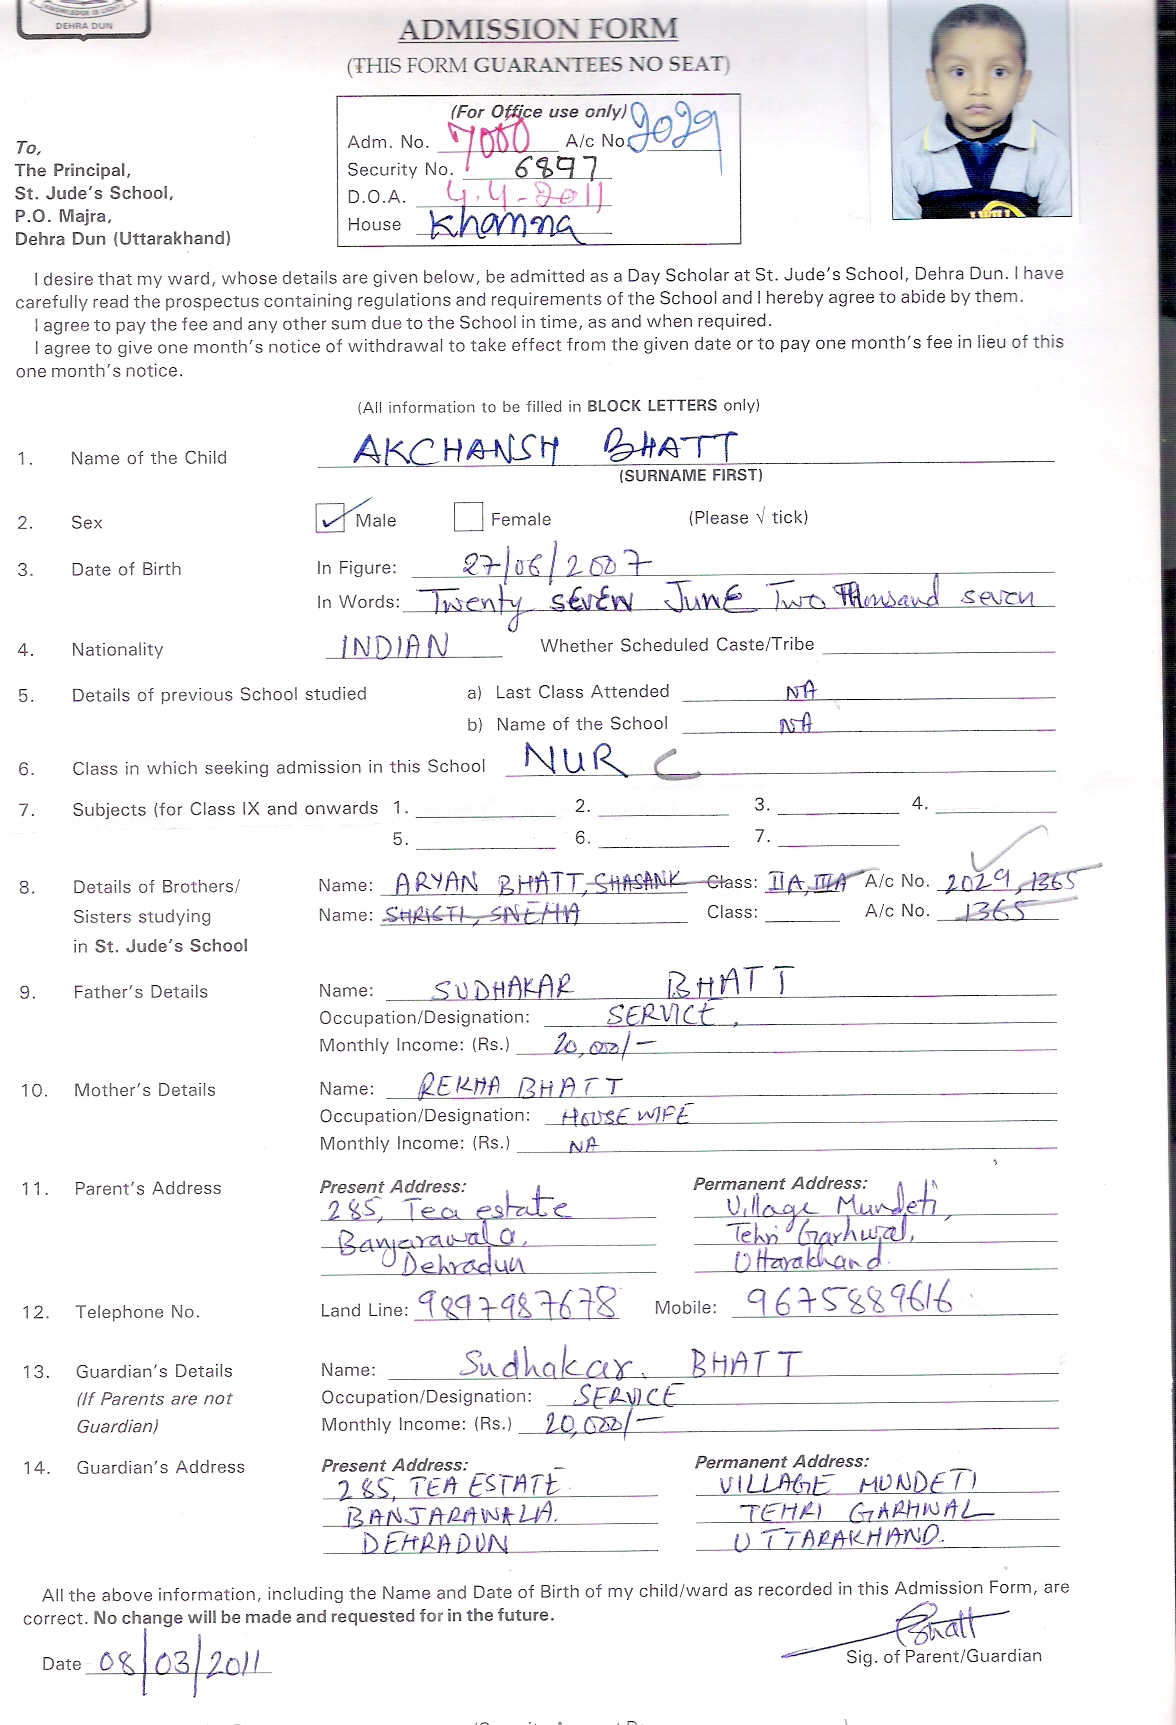 KNOWLEDGE IS LIGHT
DEHRA DUN
ADMISSION FORM
(THIS FORM GUARANTEES NO SEAT)
(For Office use only)
Adm. No. 7000 A/c No. 2029
Security No. 6897
D.O.A. 4.4-2011
House Khanna
To,
The Principal,
St. Jude's School,
P.O. Majra,
Dehra Dun (Uttarakhand)
I desire that my ward, whose details are given below, be admitted as a Day Scholar at St. Jude's School, Dehra Dun. I have
carefully read the prospectus containing regulations and requirements of the School and I hereby agree to abide by them.
I agree to pay the fee and any other sum due to the School in time, as and when required.
I agree to give one month's notice of withdrawal to take effect from the given date or to pay one month's fee in lieu of this
one month's notice.
(All information to be filled in BLOCK LETTERS only)
1. Name of the Child AKCHANSH BHATT
(SURNAME FIRST)
2. Sex Male Female (Please √ tick)
3. Date of Birth In Figure: 27/06/2007
In Words: Twenty SEVEN JUNE Two Thousand seven
4. Nationality INDIAN Whether Scheduled Caste/Tribe
5. Details of previous School studied a) Last Class Attended NA
b) Name of the School NA
6. Class in which seeking admission in this School NUR C
7. Subjects (for Class IX and onwards 1. 2. 3. 4.
5. 6. 7.
8. Details of Brothers/ Name: ARYAN BHATT, SHASANK Class: IIA, IIIA A/c No. 2029, 1365
Sisters studying Name: SHRISTI, SNEHA Class: A/c No. 1365
in St. Jude's School
9. Father's Details Name: SUDHAKAR BHATT
Occupation/Designation: SERVICE,
Monthly Income: (Rs.) 20,000/-
10. Mother's Details Name: REKHA BHATT
Occupation/Designation: HOUSE WIFE
Monthly Income: (Rs.) NA
11. Parent's Address Present Address: Permanent Address:
285, Tea estate Village Mundeti,
Banjarawala, Tehri Garhwal,
Dehradun Uttarakhand.
12. Telephone No. Land Line: 9897987678 Mobile: 9675889616
13. Guardian's Details Name: Sudhakar. BHATT
(If Parents are not Occupation/Designation: SERVICE
Guardian) Monthly Income: (Rs.) 20,000/-
14. Guardian's Address Present Address: Permanent Address:
285, TEA ESTATE VILLAGE MUNDETI
BANJARAWALA. TEHRI GARHWAL
DEHRADUN UTTARAKHAND.
All the above information, including the Name and Date of Birth of my child/ward as recorded in this Admission Form, are
correct. No change will be made and requested for in the future.
Bhatt
Date 08/03/2011 Sig. of Parent/Guardian